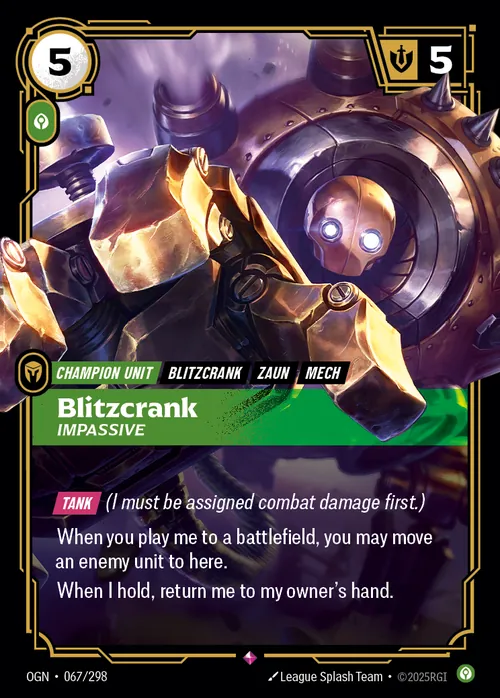 5
5
CHAMPION UNIT BLITZCRANK ZAUN MECH
Blitzcrank
IMPASSIVE
TANK (I must be assigned combat damage first.)
When you play me to a battlefield, you may move
an enemy unit to here.
When I hold, return me to my owner’s hand.
OGN • 067/298 League Splash Team • ©2025RGI